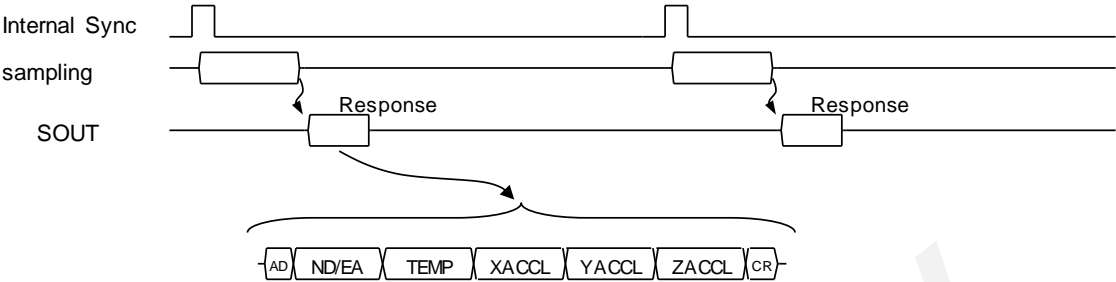 Internal Sync
sampling
Response Response
SOUT
AD ND/EA TEMP XACCL YACCL ZACCL CR